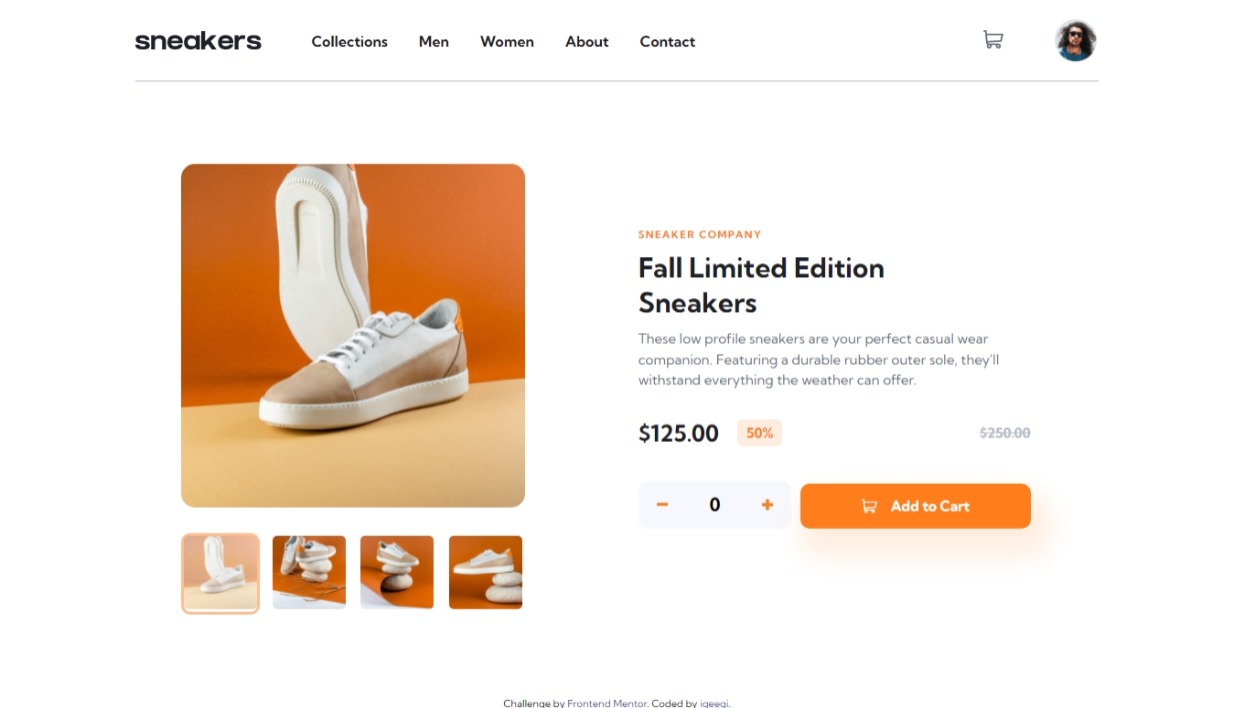 sneakers Collections Men Women About Contact
SNEAKER COMPANY
Fall Limited Edition
Sneakers
These low profile sneakers are your perfect casual wear
companion. Featuring a durable rubber outer sole, they'll
withstand everything the weather can offer.
$125.00 50% $250.00
0 Add to Cart
Challenge by Frontend Mentor. Coded by iqeeqi.